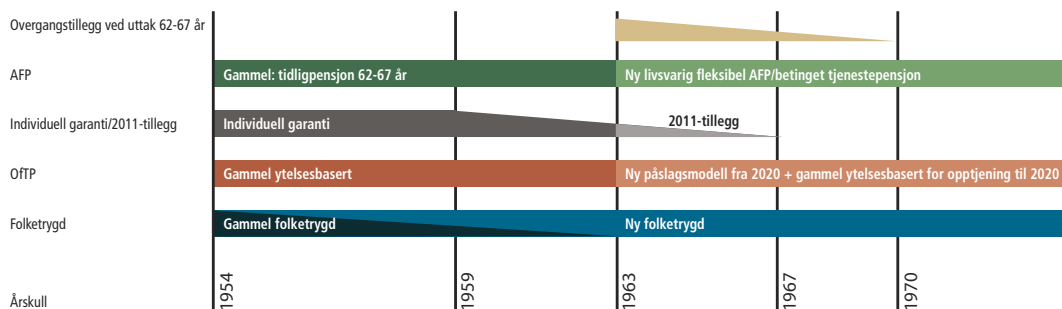 Overgangstillegg ved uttak 62-67 år
AFP
Gammel: tidligpensjon 62-67 år
Ny livsvarig fleksibel AFP/betinget tjenestepensjon
Individuell garanti/2011-tillegg
Individuell garanti
2011-tillegg
OfTP
Gammel ytelsesbasert
Ny påslagsmodell fra 2020 + gammel ytelsesbasert for opptjening til 2020
Folketrygd
Gammel folketrygd
Ny folketrygd
Årskull
1954
1959
1963
1967
1970